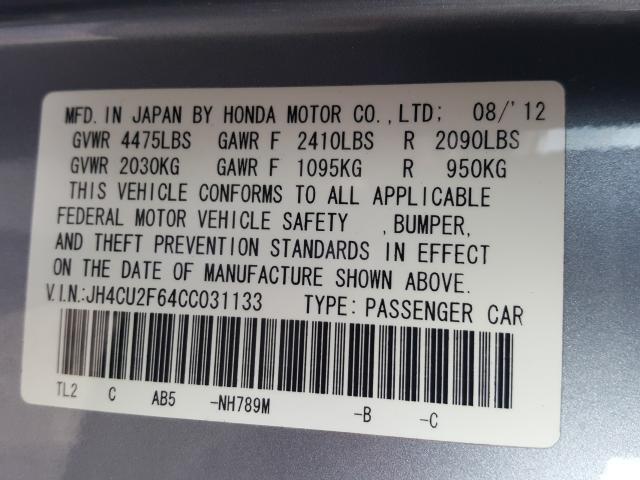 MFD. IN JAPAN BY HONDA MOTOR CO., LTD; 08/'12
GVWR 4475LBS GAWR F 2410LBS R 2090LBS
GVWR 2030KG GAWR F 1095KG R 950KG
THIS VEHICLE CONFORMS TO ALL APPLICABLE
FEDERAL MOTOR VEHICLE SAFETY , BUMPER,
AND THEFT PREVENTION STANDARDS IN EFFECT
ON THE DATE OF MANUFACTURE SHOWN ABOVE.
V.I.N.:JH4CU2F64CC031133 TYPE: PASSENGER CAR
TL2 C AB5 -NH789M -B -C